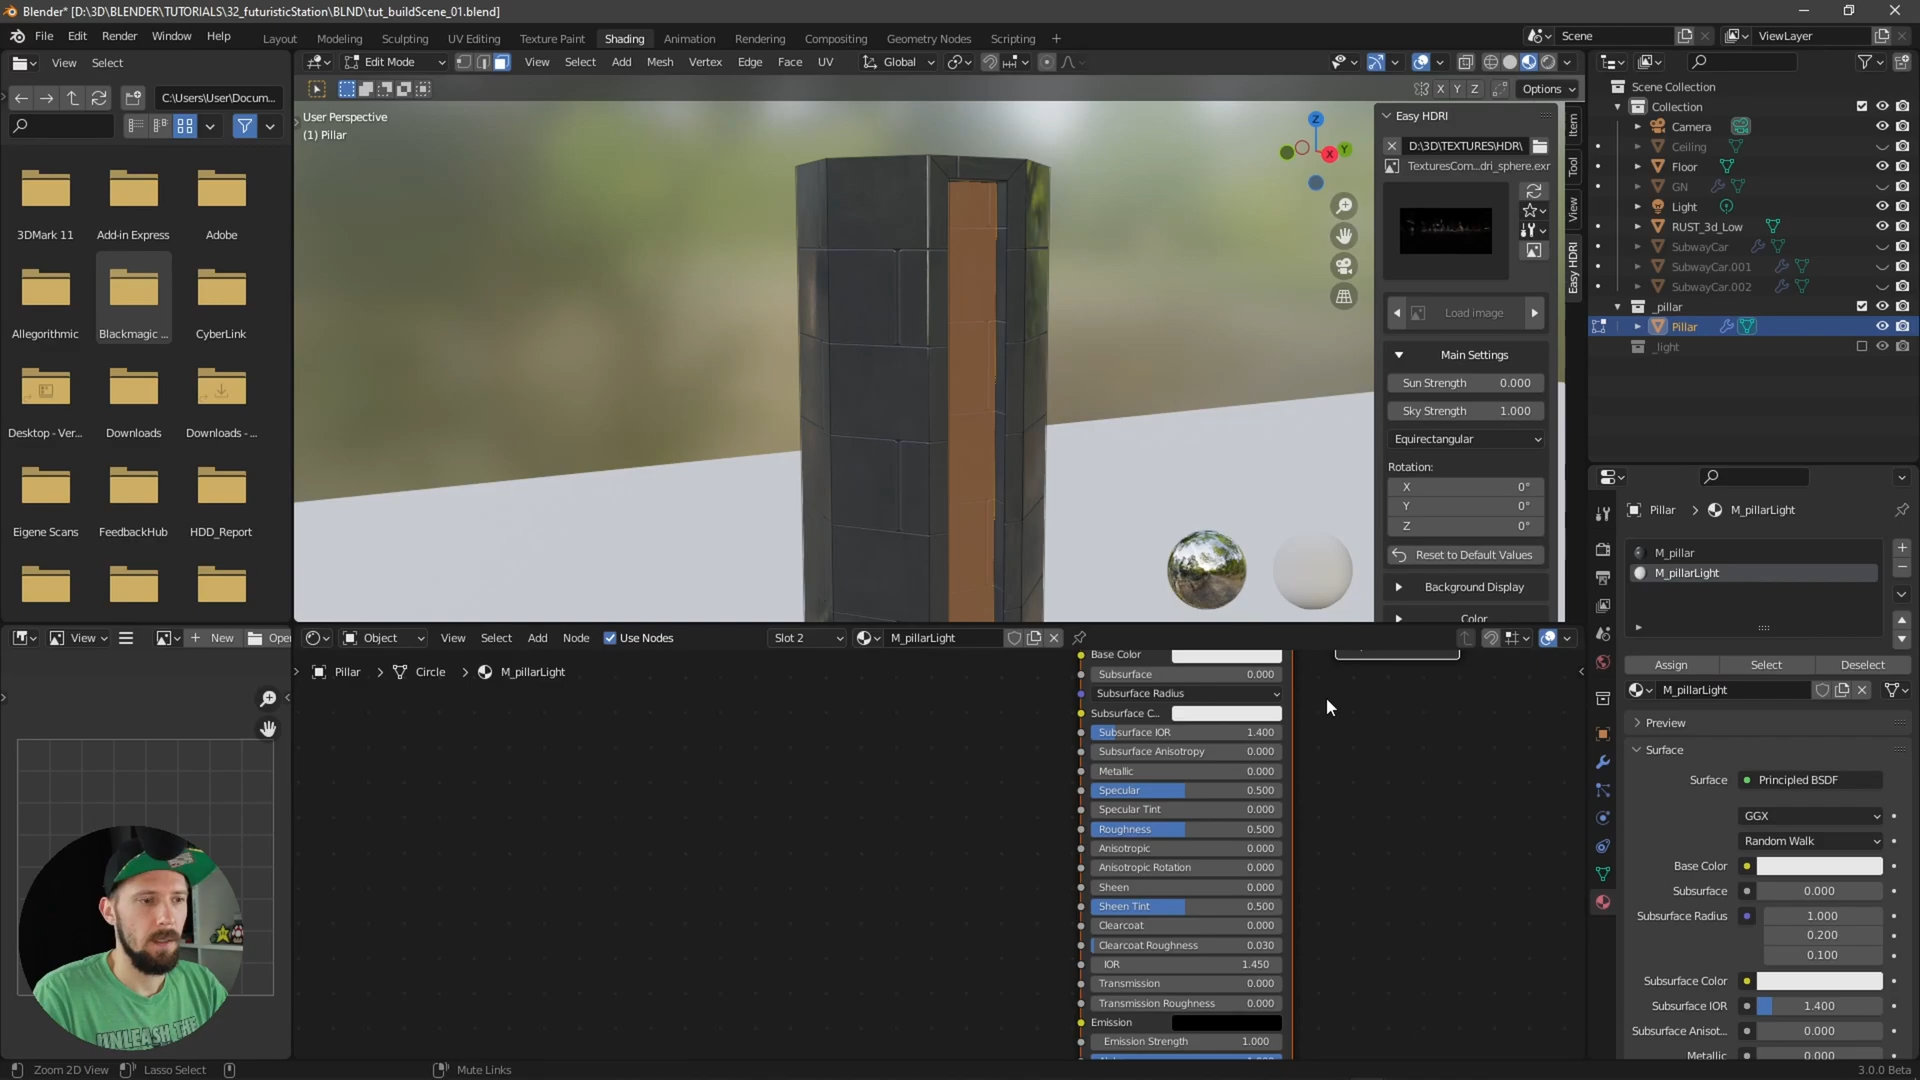 Blender* [D:\3D\BLENDER\TUTORIALS\32_futuristicStation\BLND\tut_buildScene_01.blend]
File Edit Render Window Help
Layout Modeling Sculpting UV Editing Texture Paint Shading Animation Rendering Compositing Geometry Nodes Scripting +
Scene
ViewLayer
View Select
Edit Mode View Select Add Mesh Vertex Edge Face UV Global
C:\Users\User\Docum...
X Y Z Options
3DMark 11
Add-in Express
Adobe
Allegorithmic
Blackmagic ...
CyberLink
Desktop - Ver...
Downloads
Downloads - ...
Eigene Scans
FeedbackHub
HDD_Report
User Perspective
(1) Pillar
Z
Y
X
Easy HDRI
D:\3D\TEXTURES\HDR\
TexturesCom...dri_sphere.exr
Load image
Main Settings
Sun Strength 0.000
Sky Strength 1.000
Equirectangular
Rotation:
X 0°
Y 0°
Z 0°
Reset to Default Values
Background Display
Color
Item
Tool
View
Easy HDRI
Scene Collection
Collection
Camera
Ceiling
Floor
GN
Light
RUST_3d_Low
SubwayCar
SubwayCar.001
SubwayCar.002
_pillar
Pillar
_light
Pillar > M_pillarLight
M_pillar
M_pillarLight
Assign Select Deselect
M_pillarLight
Preview
Surface
Surface Principled BSDF
GGX
Random Walk
Base Color
Subsurface 0.000
Subsurface Radius 1.000
0.200
0.100
Subsurface Color
Subsurface IOR 1.400
Subsurface Anisot... 0.000
Metallic 0.000
View New Open
Object View Select Add Node Use Nodes Slot 2 M_pillarLight
Pillar > Circle > M_pillarLight
Base Color
Subsurface 0.000
Subsurface Radius
Subsurface C...
Subsurface IOR 1.400
Subsurface Anisotropy 0.000
Metallic 0.000
Specular 0.500
Specular Tint 0.000
Roughness 0.500
Anisotropic 0.000
Anisotropic Rotation 0.000
Sheen 0.000
Sheen Tint 0.500
Clearcoat 0.000
Clearcoat Roughness 0.030
IOR 1.450
Transmission 0.000
Transmission Roughness 0.000
Emission
Emission Strength 1.000
UNLEASH THE
Zoom 2D View Lasso Select Mute Links
3.0.0 Beta